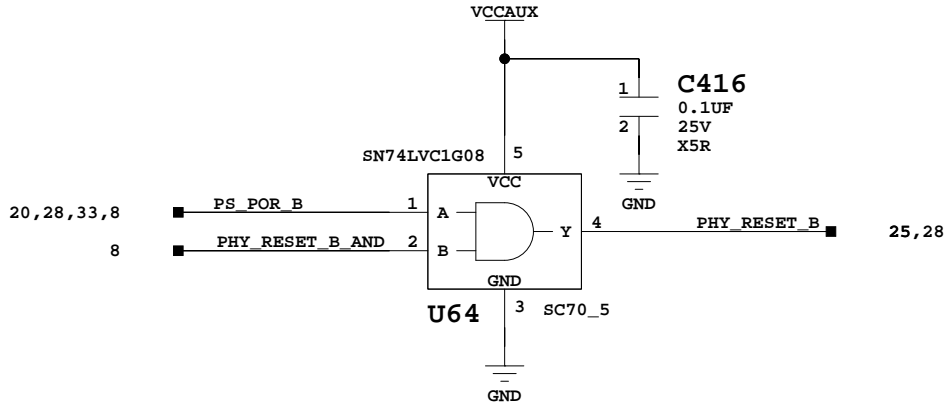 VCCAUX
1
C416
0.1UF
25V
X5R
2
SN74LVC1G08
5
VCC
GND
20,28,33,8
PS_POR_B
1
A
Y
4
PHY_RESET_B
25,28
8
PHY_RESET_B_AND
2
B
GND
U64
3
SC70_5
GND